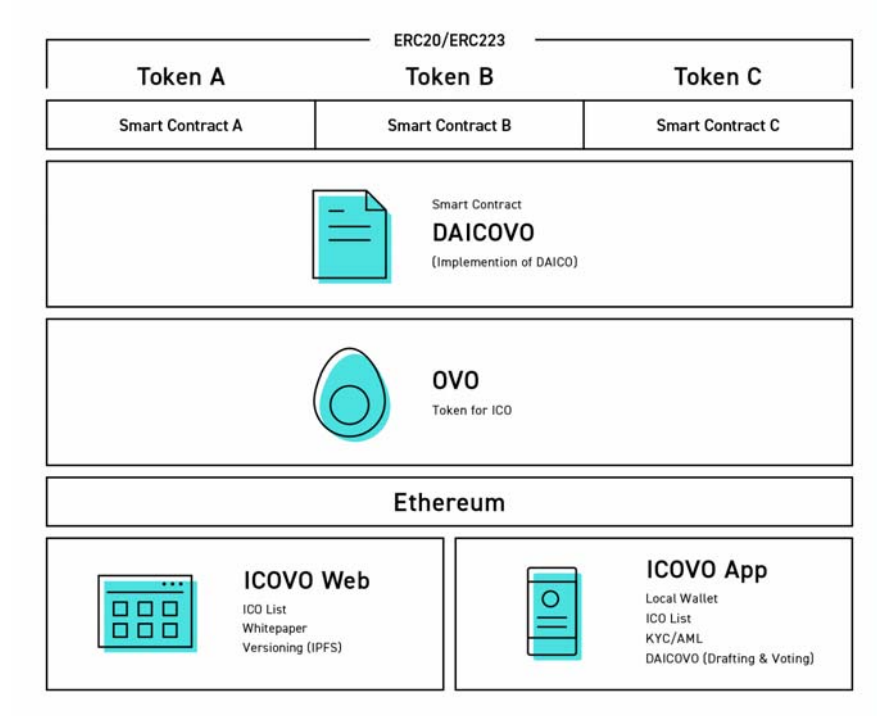 ERC20/ERC223
Token A
Token B
Token C
Smart Contract A
Smart Contract B
Smart Contract C
Smart Contract
DAICOVO
(Implemention of DAICO)
OVO
Token for ICO
Ethereum
ICOVO Web
ICO List
Whitepaper
Versioning (IPFS)
ICOVO App
Local Wallet
ICO List
KYC/AML
DAICOVO (Drafting & Voting)